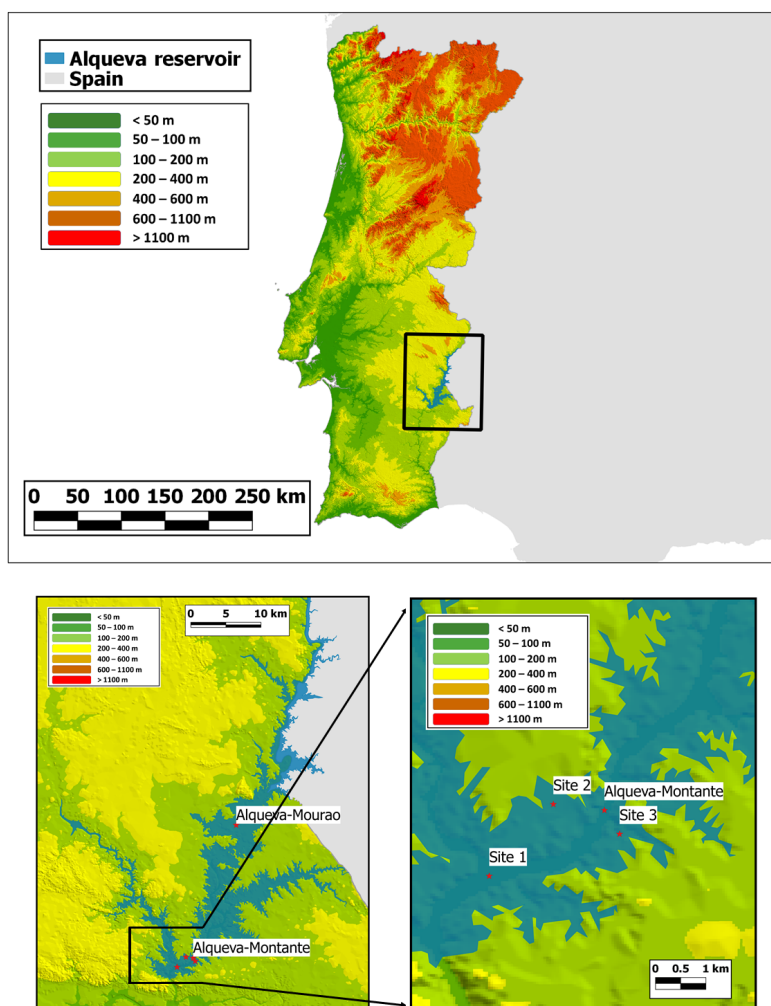 Alqueva reservoir
Spain
< 50 m
50 – 100 m
100 – 200 m
200 – 400 m
400 – 600 m
600 – 1100 m
> 1100 m
0 50 100 150 200 250 km
< 50 m
50 – 100 m
100 – 200 m
200 – 400 m
400 – 600 m
600 – 1100 m
> 1100 m
0 5 10 km
Alqueva-Mourao
Alqueva-Montante
< 50 m
50 – 100 m
100 – 200 m
200 – 400 m
400 – 600 m
600 – 1100 m
> 1100 m
Site 2
Alqueva-Montante
Site 3
Site 1
0 0.5 1 km